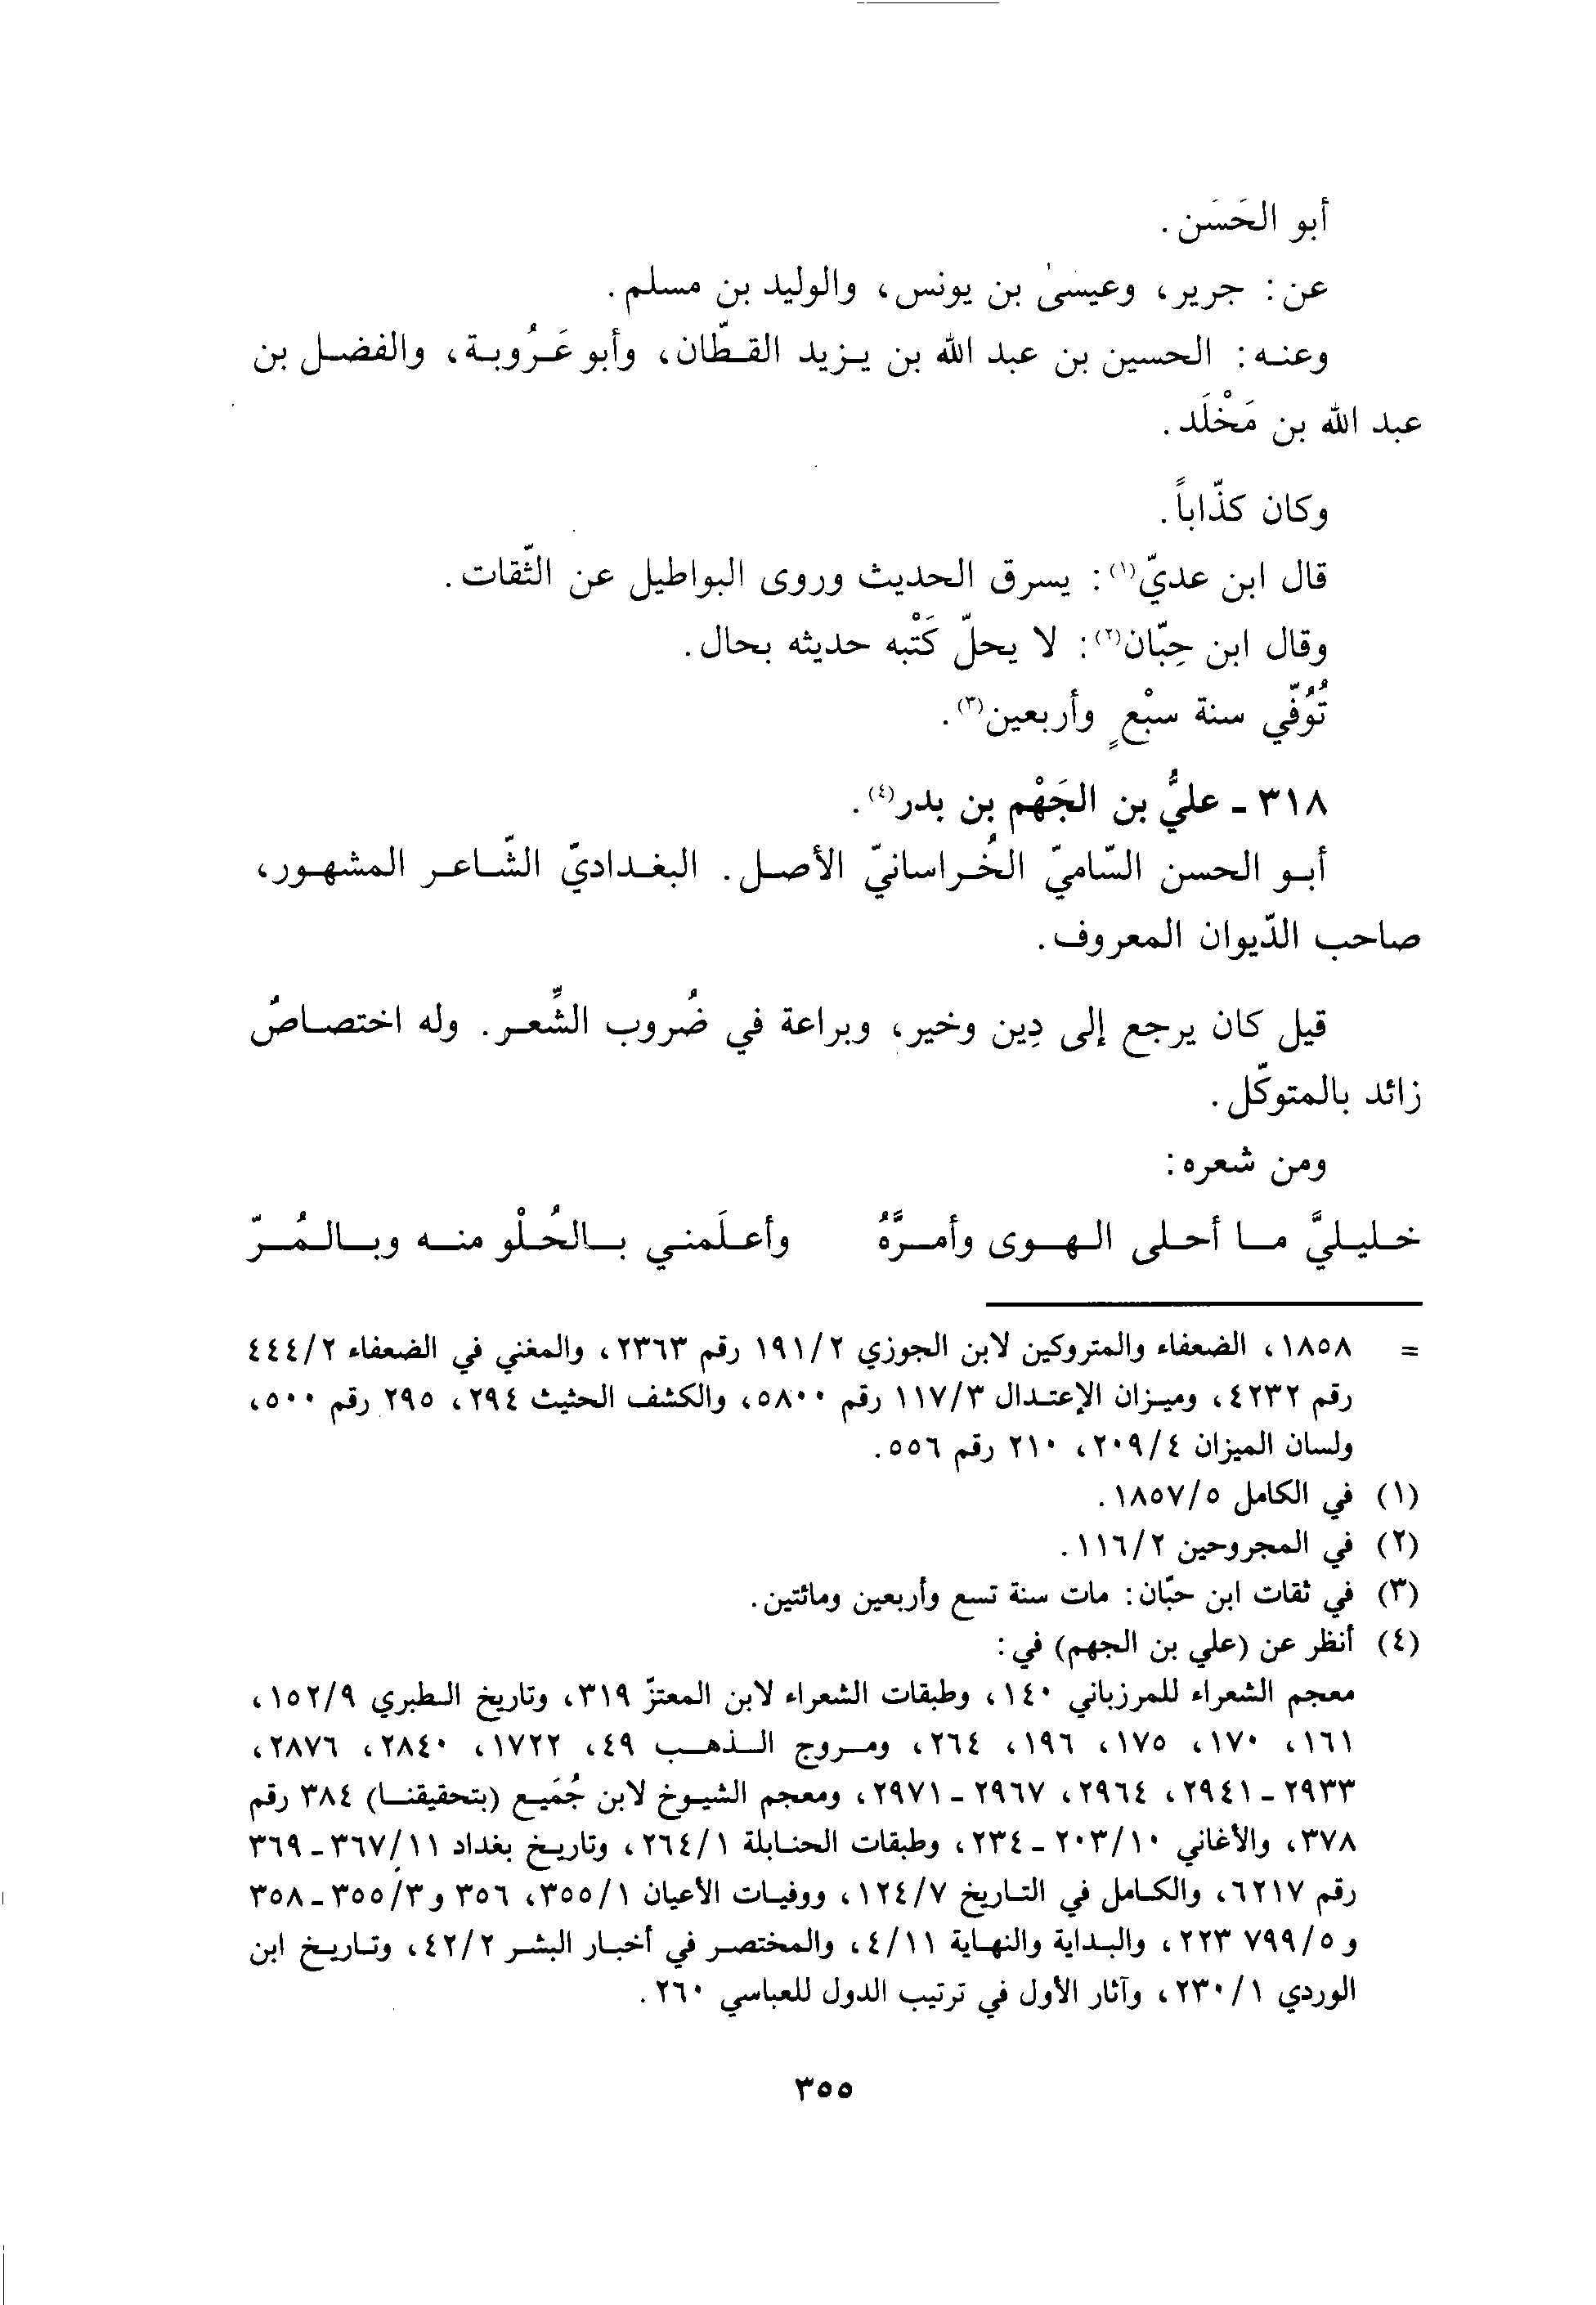 أبو الحَسَن.
عن: جرير، وعيسىٰ بن يونس، والوليد بن مسلم.
وعنه: الحسين بن عبد الله بن يزيد القطّان، وأبو عَرُوبة، والفضل بن
عبد الله بن مَخْلَد.
وكان كذّاباً.
قال ابن عديّ(١): يسرق الحديث وروى البواطيل عن الثّقات.
وقال ابن حِبّان(٢): لا يحلّ كَتْبه حديثه بحال.
تُوُفّي سنة سبْعٍ وأربعين(٣).
٣١٨ - عليُّ بن الجَهْم بن بدر(٤).
أبو الحسن السّاميّ الخُراسانيّ الأصل. البغداديّ الشّاعر المشهور،
صاحب الدّيوان المعروف.
قيل كان يرجع إلى دِين وخير، وبراعة في ضُروب الشِّعر. وله اختصاصٌ
زائد بالمتوكّل.
ومن شعره:
خليليَّ ما أحلى الهوى وأمرَّهُ وأعلَمني بالحُلْو منه وبالمُرّ
= ١٨٥٨، الضعفاء والمتروكين لابن الجوزي ١٩١/٢ رقم ٢٣٦٣، والمغني في الضعفاء ٤٤٤/٢
رقم ٤٢٣٢، وميزان الإعتدال ١١٧/٣ رقم ٥٨٠٠، والكشف الحثيث ٢٩٤، ٢٩٥ رقم ٥٠٠،
ولسان الميزان ٢٠٩/٤، ٢١٠ رقم ٥٥٦.
(١) في الكامل ١٨٥٧/٥.
(٢) في المجروحين ١١٦/٢.
(٣) في ثقات ابن حبّان: مات سنة تسع وأربعين ومائتين.
(٤) أنظر عن (علي بن الجهم) في:
معجم الشعراء للمرزباني ١٤٠، وطبقات الشعراء لابن المعتزّ ٣١٩، وتاريخ الطبري ١٥٢/٩،
١٦١، ١٧٠، ١٧٥، ١٩٦، ٢٦٤، ومروج الذهب ٤٩، ١٧٢٢، ٢٨٤٠، ٢٨٧٦،
٢٩٣٣ - ٢٩٤١، ٢٩٦٤، ٢٩٦٧ - ٢٩٧١، ومعجم الشيوخ لابن جُمَيع (بتحقيقنا) ٣٨٤ رقم
٣٧٨، والأغاني ٢٠٣/١٠ - ٢٣٤، وطبقات الحنابلة ٢٦٤/١، وتاريخ بغداد ٣٦٧/١١ - ٣٦٩
رقم ٦٢١٧، والكامل في التاريخ ١٢٤/٧، ووفيات الأعيان ٣٥٥/١، ٣٥٦ و٣٥٥/٣ - ٣٥٨
و ٧٩٩/٥ ٢٢٣، والبداية والنهاية ٤/١١، والمختصر في أخبار البشر ٤٢/٢، وتاريخ ابن
الوردي ٢٣٠/١، وآثار الأول في ترتيب الدول للعباسي ٢٦٠.
٣٥٥